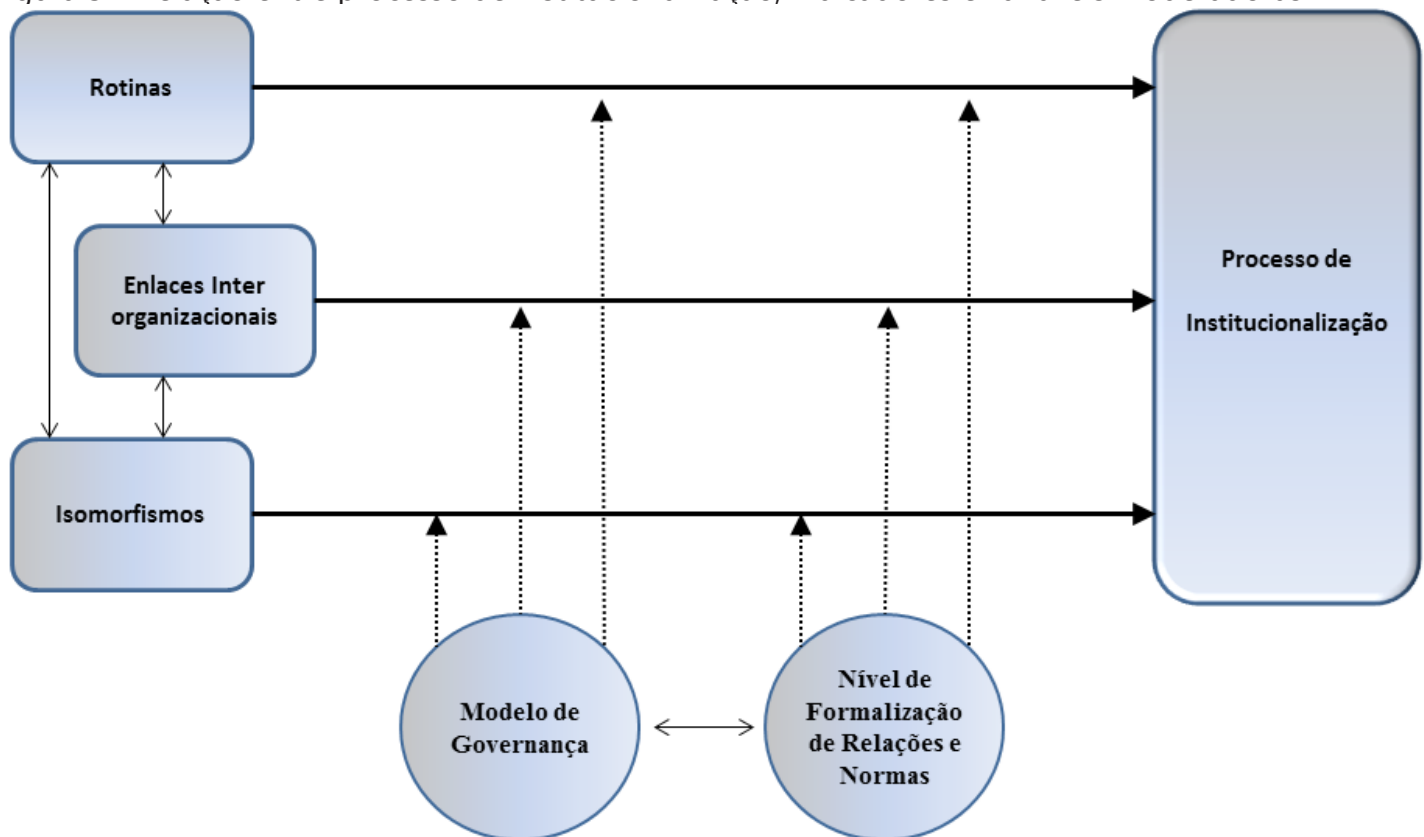 Rotinas
Enlaces Inter
organizacionais
Isomorfismos
Processo de
Institucionalização
Modelo de
Governança
Nível de
Formalização
de Relações e
Normas